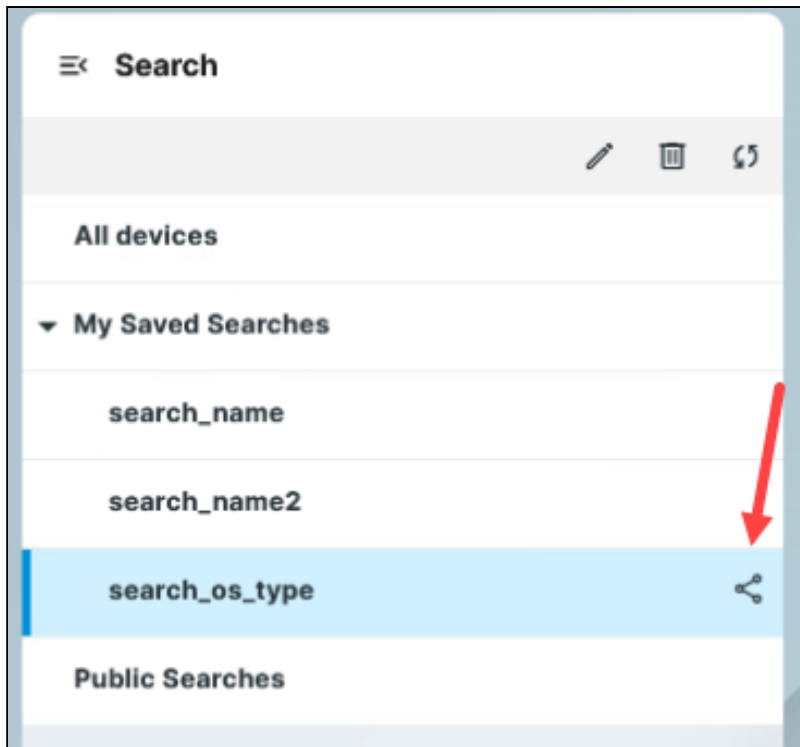 Search
All devices
My Saved Searches
search_name
search_name2
search_os_type
Public Searches